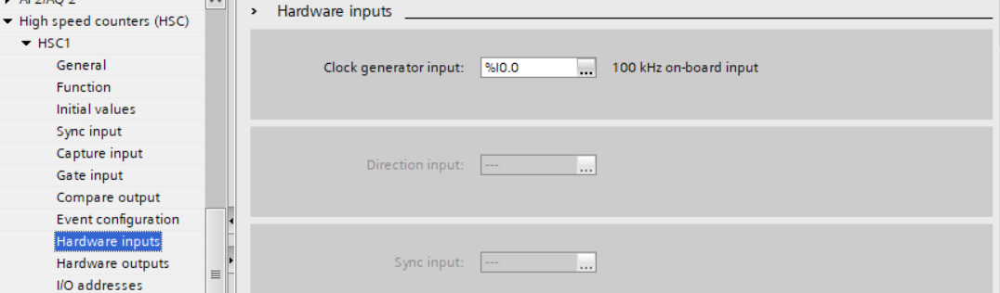 High speed counters (HSC)
HSC1
General
Function
Initial values
Sync input
Capture input
Gate input
Compare output
Event configuration
Hardware inputs
Hardware outputs
I/O addresses
Hardware inputs
Clock generator input: %I0.0 ... 100 kHz on-board input
Direction input: --- ...
Sync input: --- ...